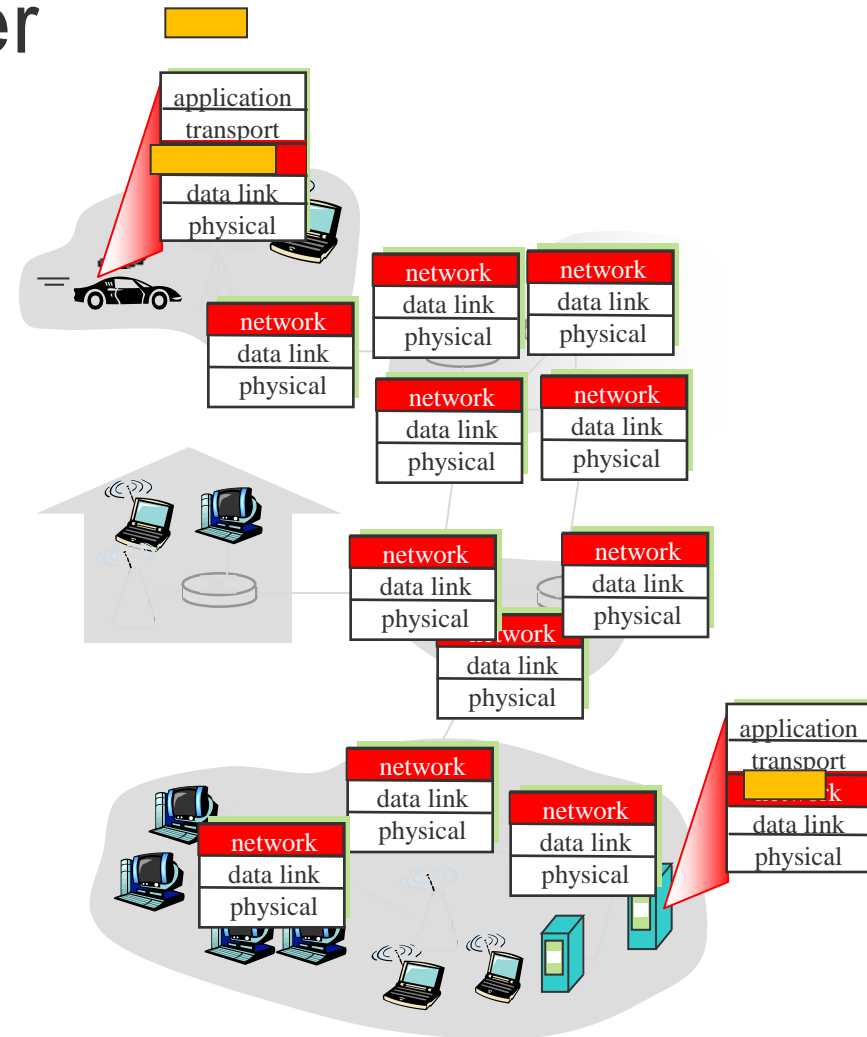 er
application
transport
data link
physical
network
data link
physical
network
data link
physical
network
data link
physical
network
data link
physical
network
data link
physical
network
data link
physical
network
data link
physical
work
data link
physical
application
transport
k
data link
physical
network
data link
physical
network
data link
physical
network
data link
physical